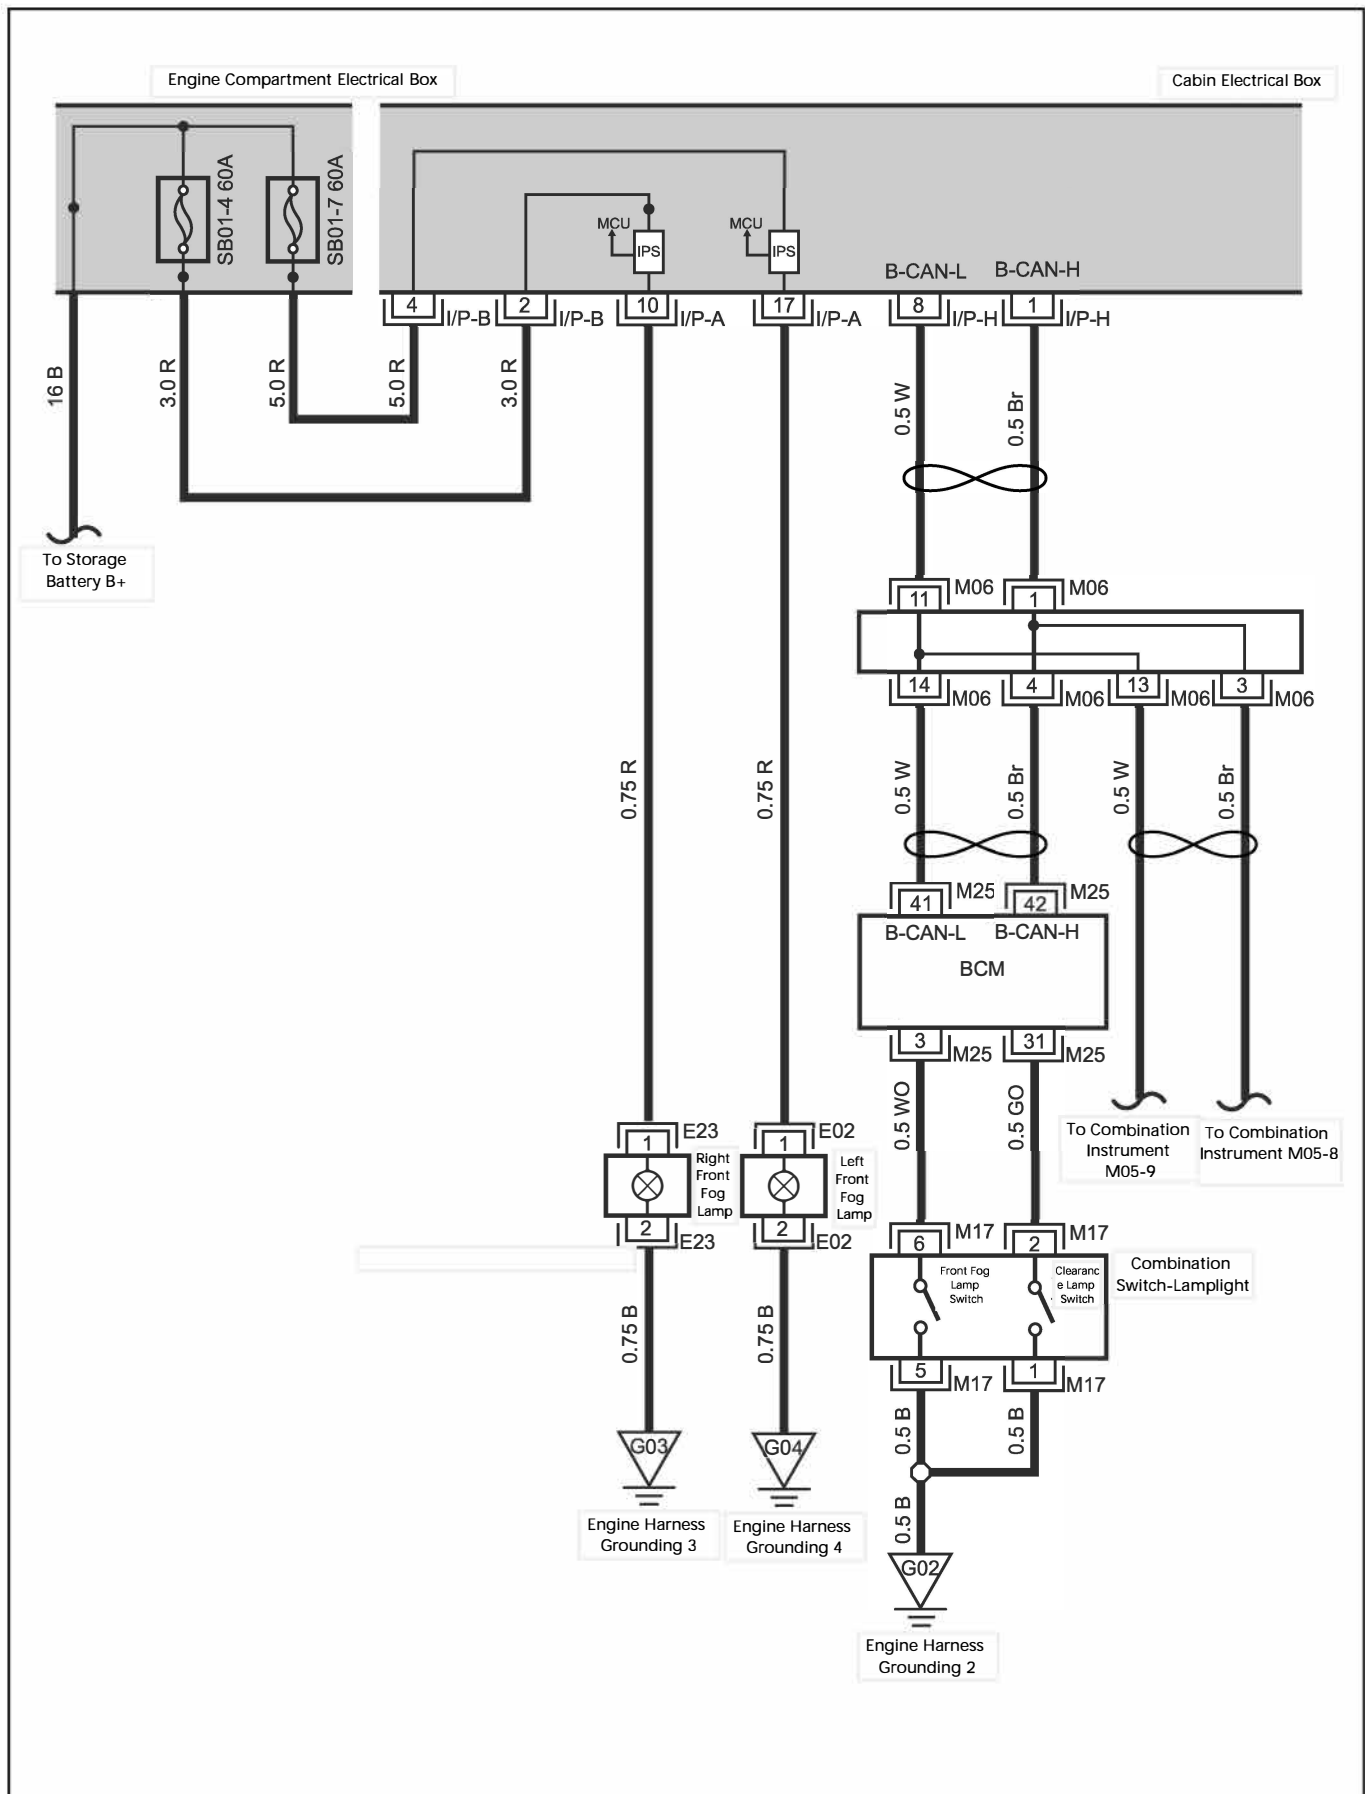 Engine Compartment Electrical Box
Cabin Electrical Box
SB01-4 60A
SB01-7 60A
MCU
IPS
MCU
IPS
B-CAN-L
B-CAN-H
4
I/P-B
2
I/P-B
10
I/P-A
17
I/P-A
8
I/P-H
1
I/P-H
16 B
3.0 R
5.0 R
5.0 R
3.0 R
0.5 W
0.5 Br
To Storage
Battery B+
11
M06
1
M06
14
M06
4
M06
13
M06
3
M06
0.75 R
0.75 R
0.5 W
0.5 Br
0.5 W
0.5 Br
41
M25
42
M25
B-CAN-L
B-CAN-H
BCM
3
M25
31
M25
0.5 WO
0.5 GO
To Combination
Instrument
M05-9
To Combination
Instrument M05-8
1
E23
Right
Front
Fog
Lamp
2
E23
1
E02
Left
Front
Fog
Lamp
2
E02
6
M17
2
M17
Front Fog
Lamp
Switch
Clearanc
e Lamp
Switch
Combination
Switch-Lamplight
5
M17
1
M17
0.75 B
0.75 B
0.5 B
0.5 B
G03
G04
Engine Harness
Grounding 3
Engine Harness
Grounding 4
0.5 B
G02
Engine Harness
Grounding 2